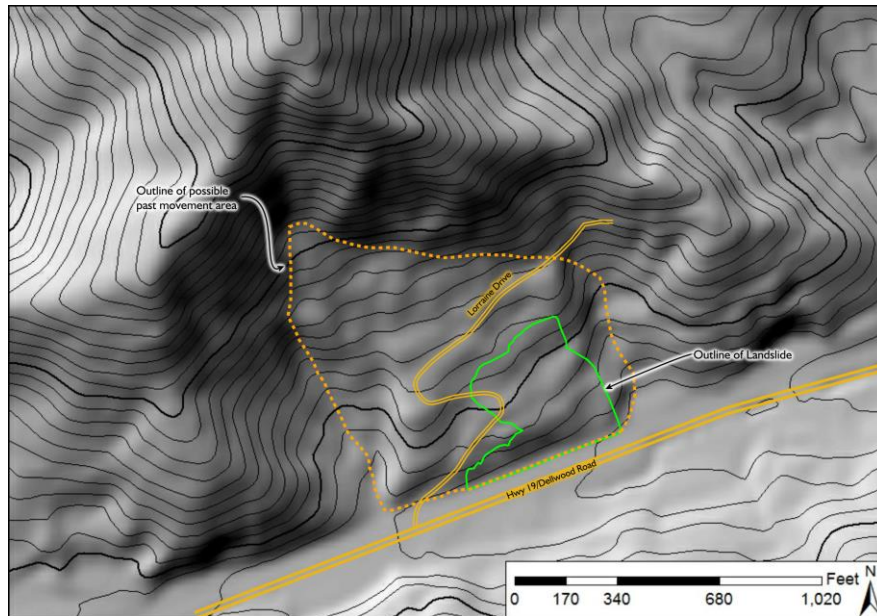 Outline of possible
past movement area
Lorraine Drive
Outline of Landslide
Hwy 19/Dellwood Road
Feet
0 170 340 680 1,020
N